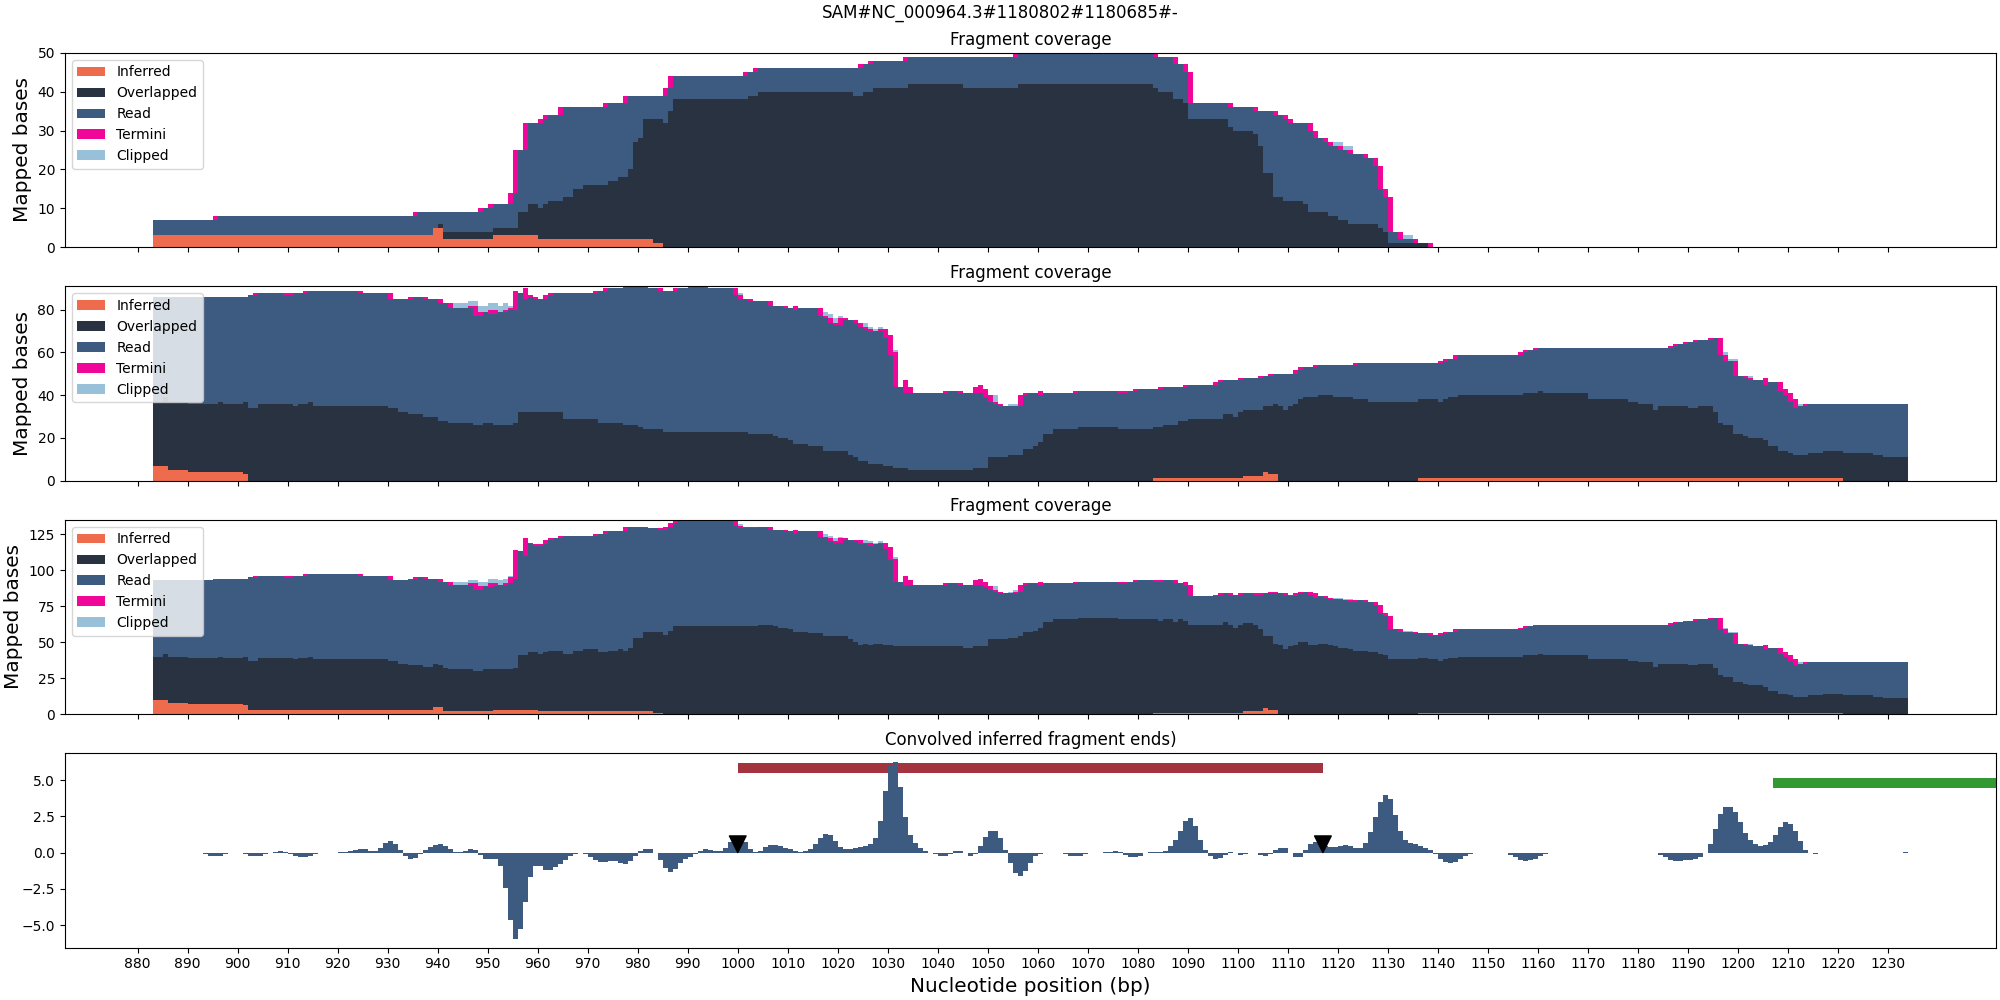 SAM#NC_000964.3#1180802#1180685#-
Fragment coverage
Mapped bases
50
40
30
20
10
0
Inferred
Overlapped
Read
Termini
Clipped
Fragment coverage
Mapped bases
80
60
40
20
0
Inferred
Overlapped
Read
Termini
Clipped
Fragment coverage
Mapped bases
125
100
75
50
25
0
Inferred
Overlapped
Read
Termini
Clipped
Convolved inferred fragment ends)
5.0
2.5
0.0
−2.5
−5.0
880 890 900 910 920 930 940 950 960 970 980 990 1000 1010 1020 1030 1040 1050 1060 1070 1080 1090 1100 1110 1120 1130 1140 1150 1160 1170 1180 1190 1200 1210 1220 1230
Nucleotide position (bp)